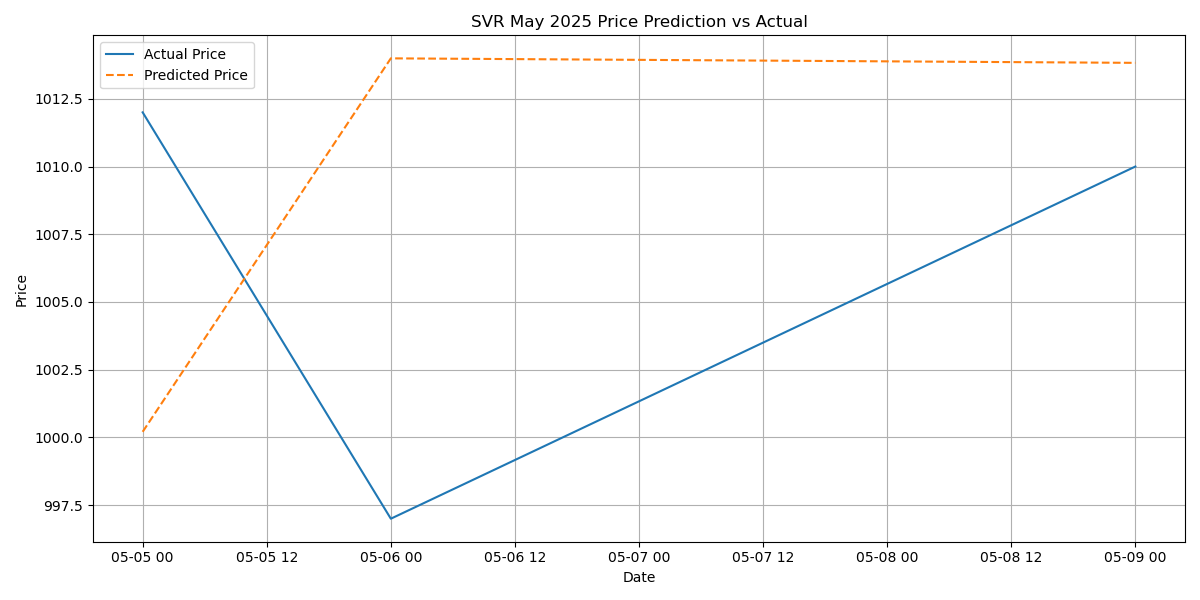 SVR May 2025 Price Prediction vs Actual
Actual Price
Predicted Price
Price
1012.5
1010.0
1007.5
1005.0
1002.5
1000.0
997.5
05-05 00 05-05 12 05-06 00 05-06 12 05-07 00 05-07 12 05-08 00 05-08 12 05-09 00
Date